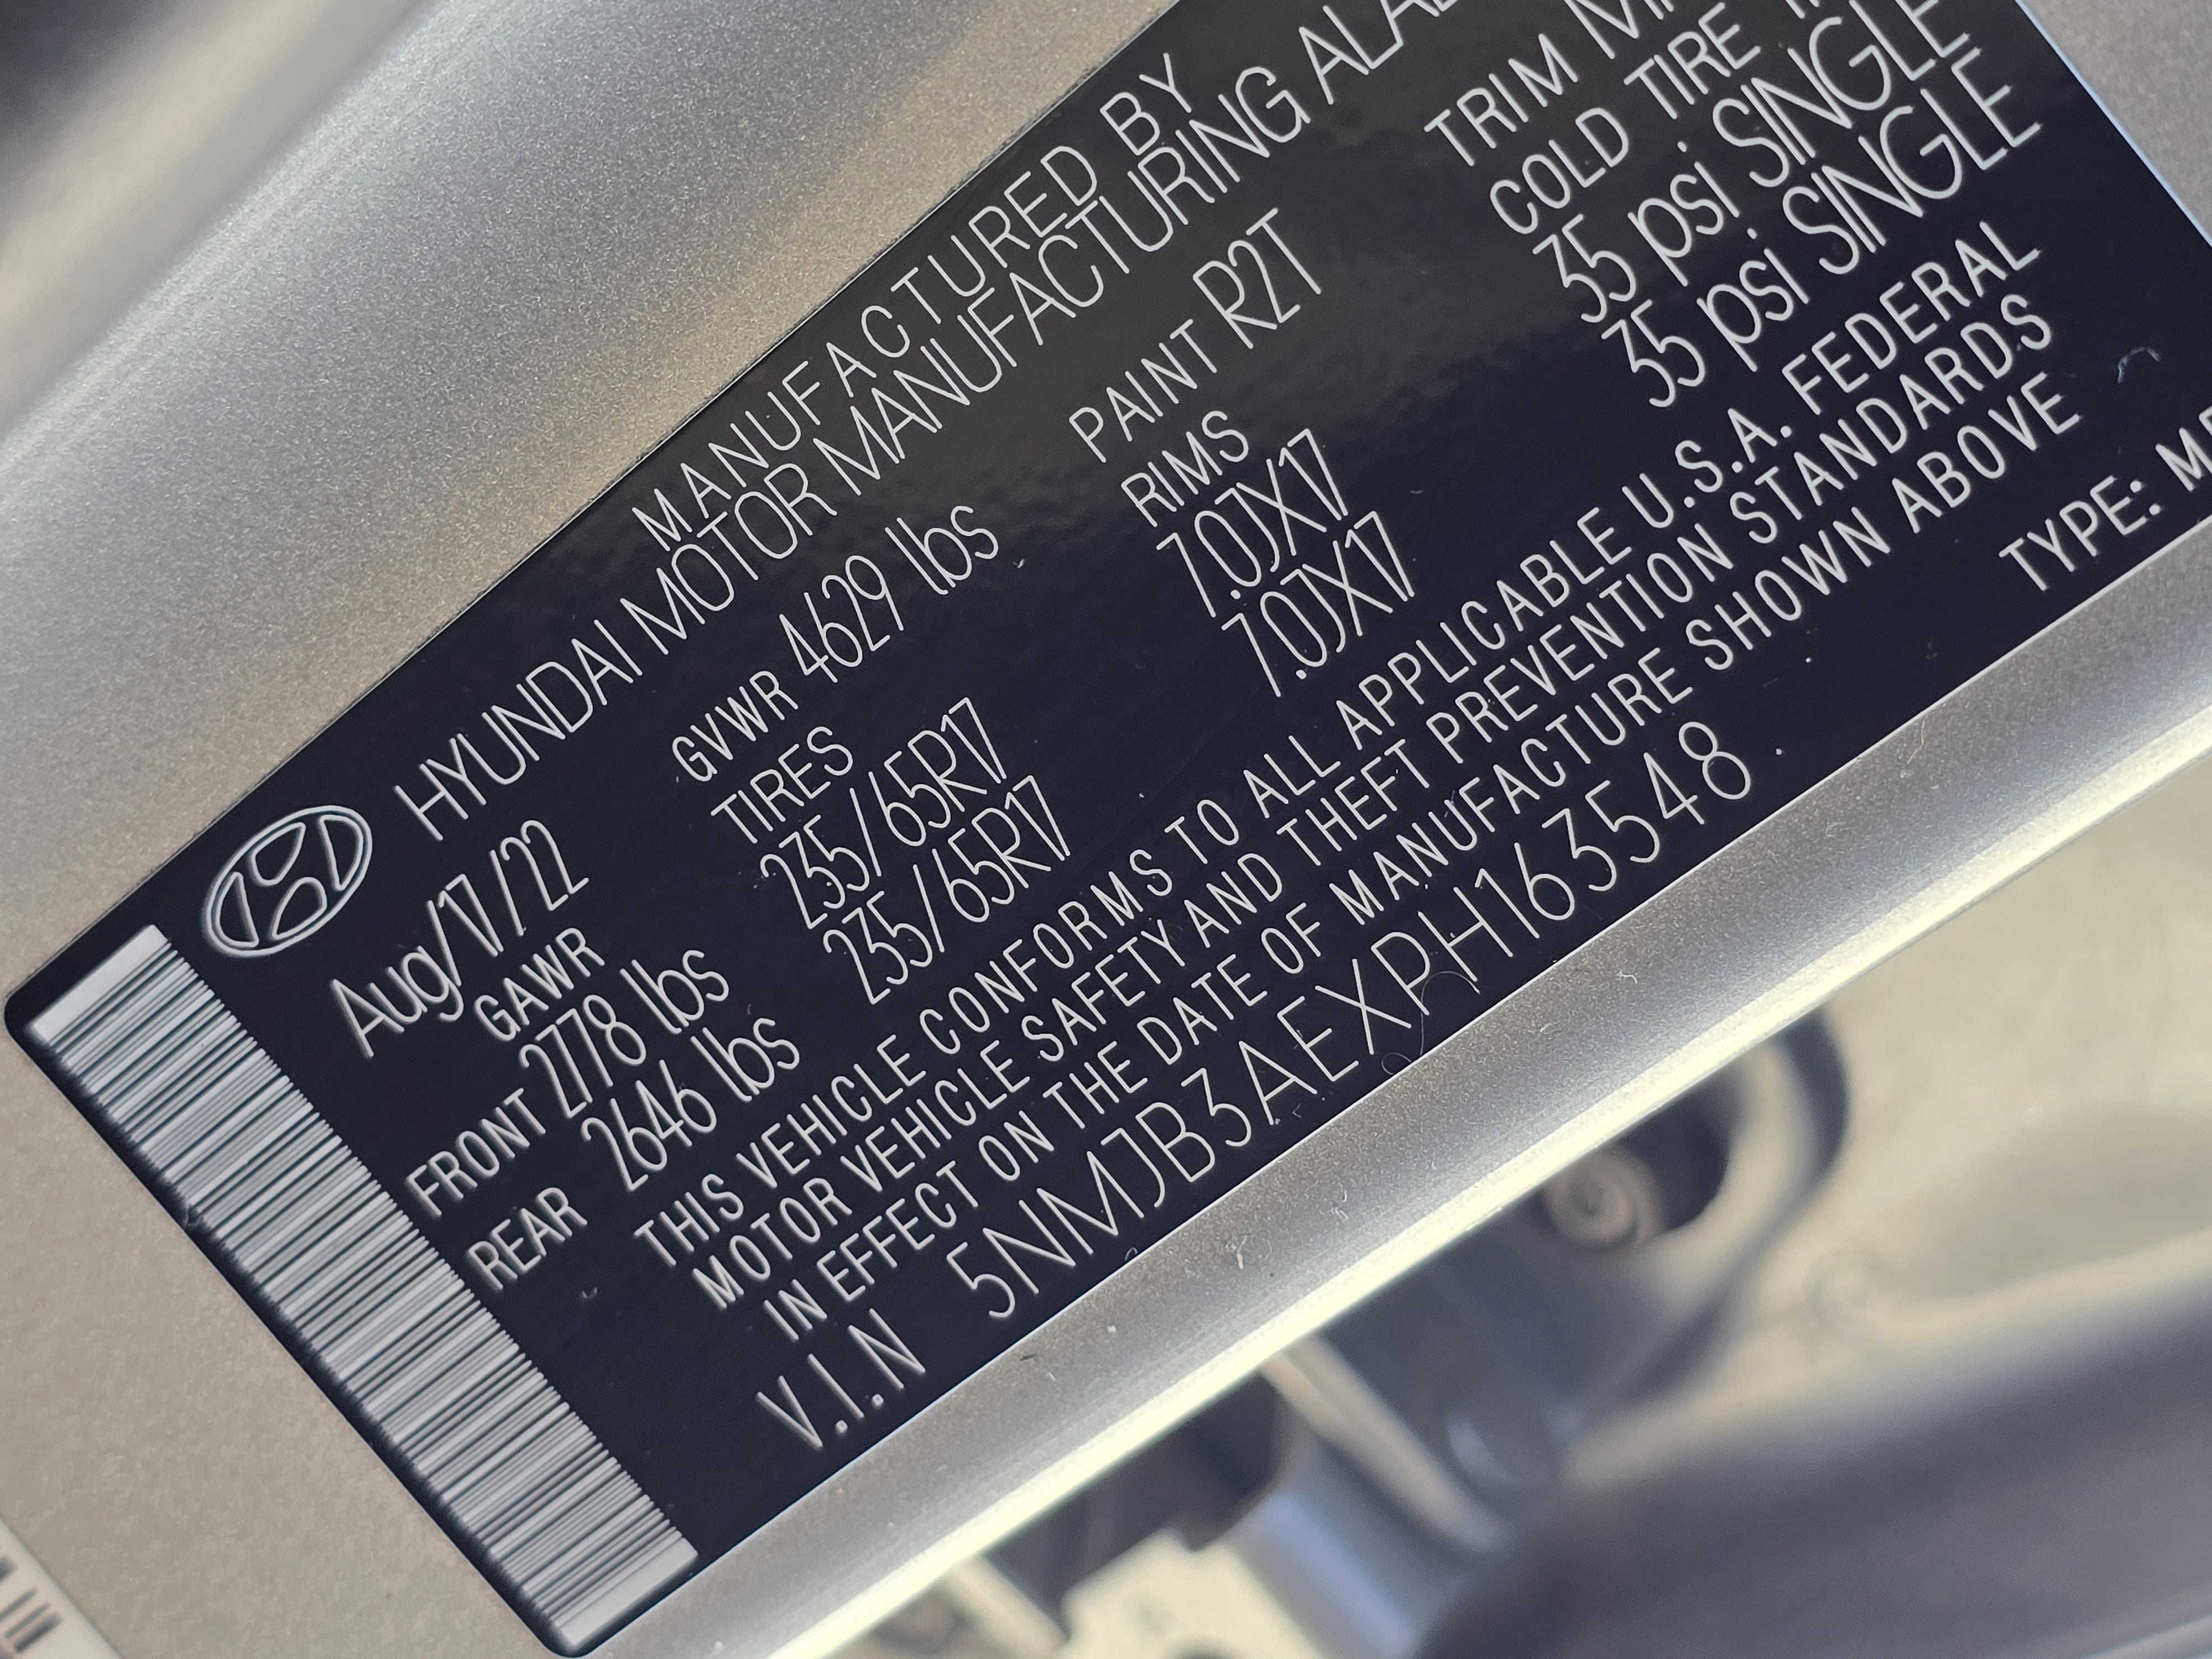 MANUFACTURED BY
HYUNDAI MOTOR MANUFACTURING
Aug/17/22 GVWR 4629 lbs PAINT R2T TRIM
GAWR TIRES RIMS COLD TIRE
FRONT 2778 lbs 235/65R17 7.0JX17 35 psi SINGLE
REAR 2646 lbs 235/65R17 7.0JX17 35 psi SINGLE
THIS VEHICLE CONFORMS TO ALL APPLICABLE U.S.A. FEDERAL
MOTOR VEHICLE SAFETY AND THEFT PREVENTION STANDARDS
IN EFFECT ON THE DATE OF MANUFACTURE SHOWN ABOVE
V.I.N 5NMJB3AEXPH163548 TYPE: